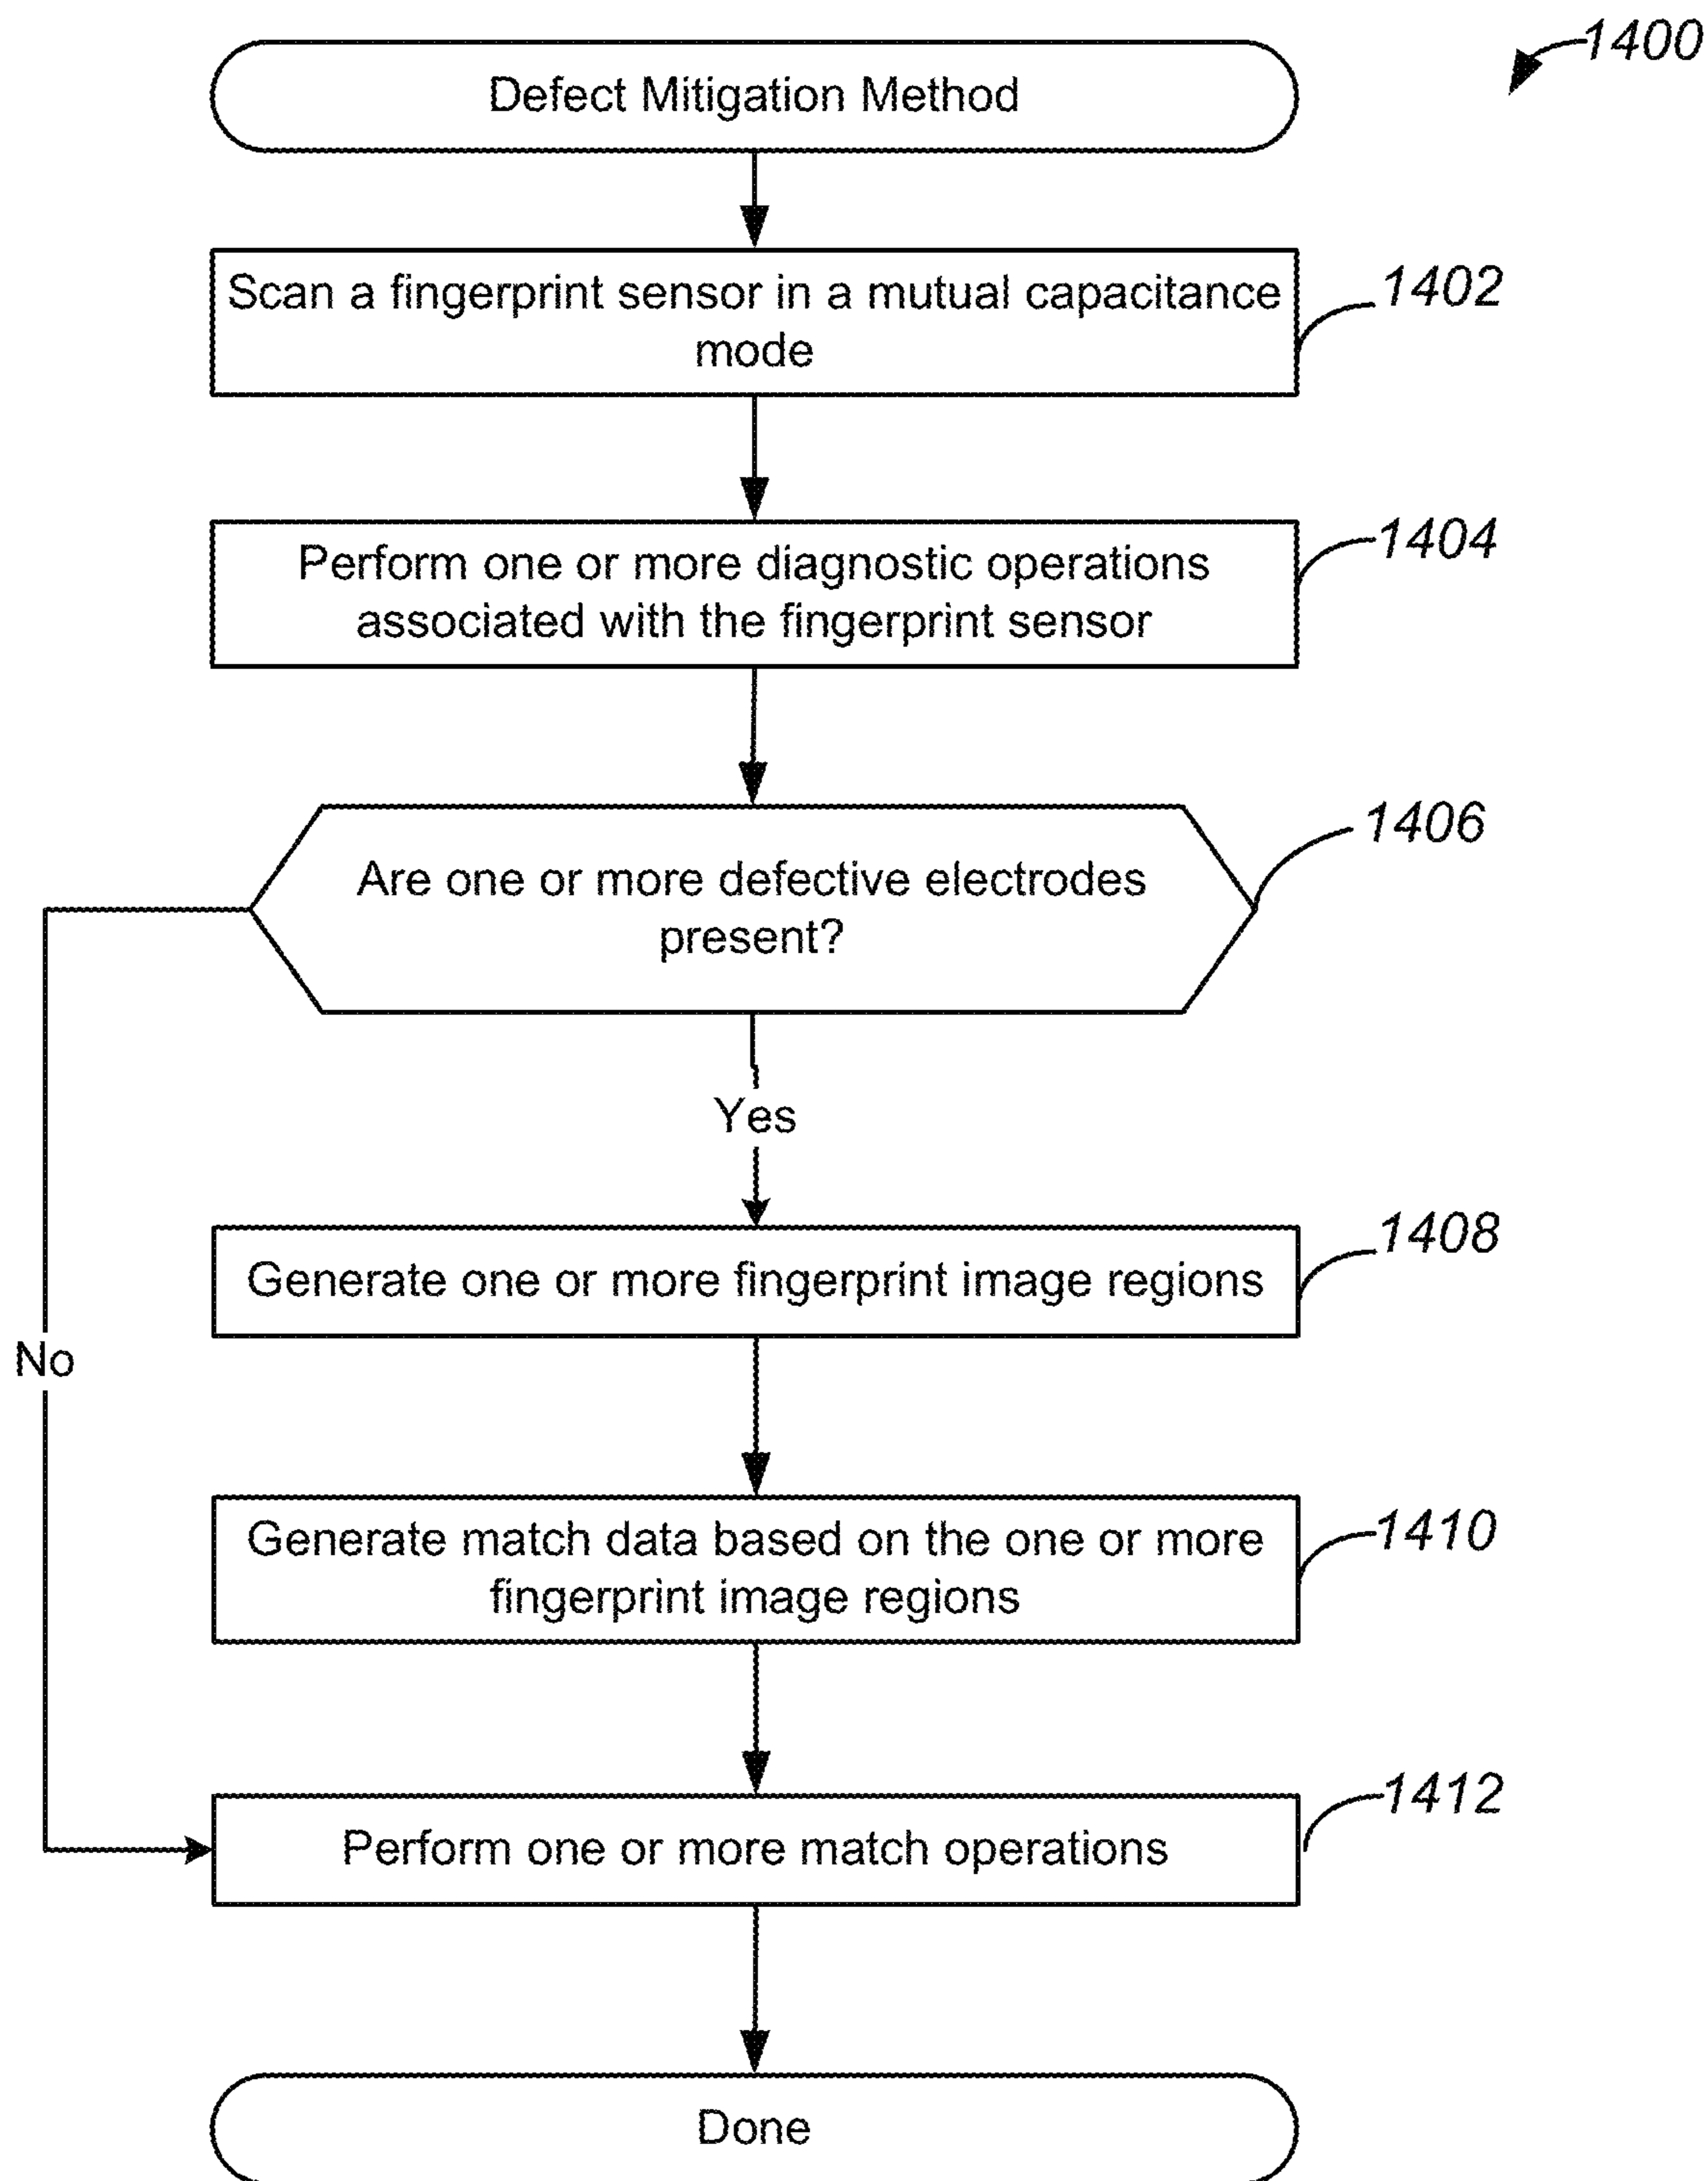 1400
Defect Mitigation Method
Scan a fingerprint sensor in a mutual capacitance
mode
1402
Perform one or more diagnostic operations
associated with the fingerprint sensor
1404
Are one or more defective electrodes
present?
1406
Yes
Generate one or more fingerprint image regions
1408
No
Generate match data based on the one or more
fingerprint image regions
1410
Perform one or more match operations
1412
Done